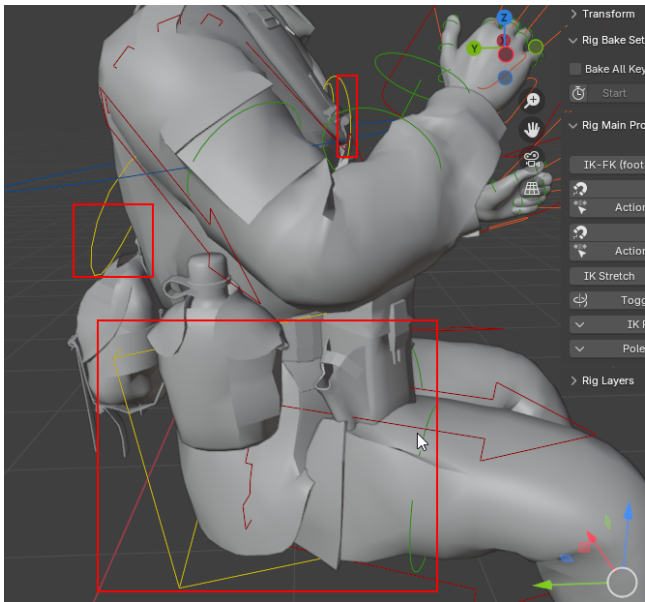 Transform
Rig Bake Set
Bake All Key
Start
Rig Main Pro
IK-FK (foot
Action
Action
IK Stretch
Togg
IK P
Pole
Rig Layers
Z
Y
X